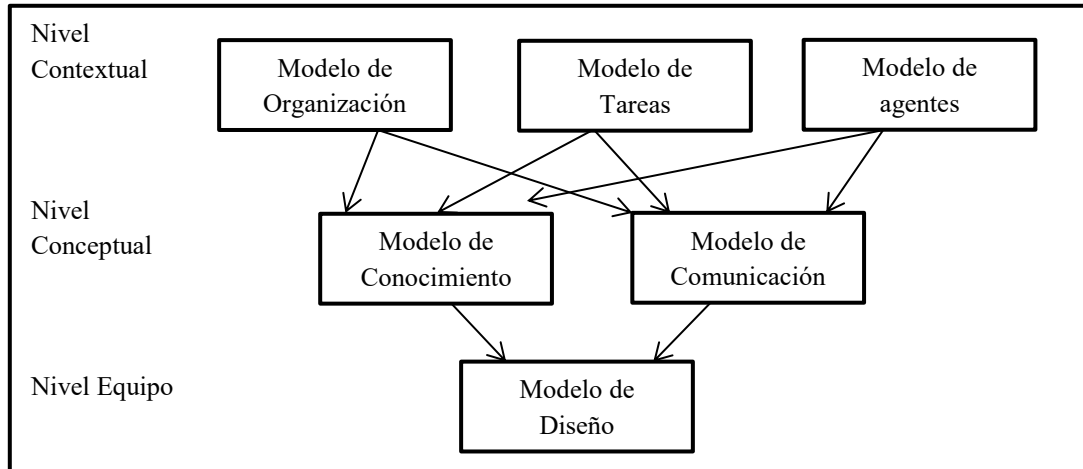 Nivel
Contextual
Modelo de
Organización
Modelo de
Tareas
Modelo de
agentes
Nivel
Conceptual
Modelo de
Conocimiento
Modelo de
Comunicación
Nivel Equipo
Modelo de
Diseño